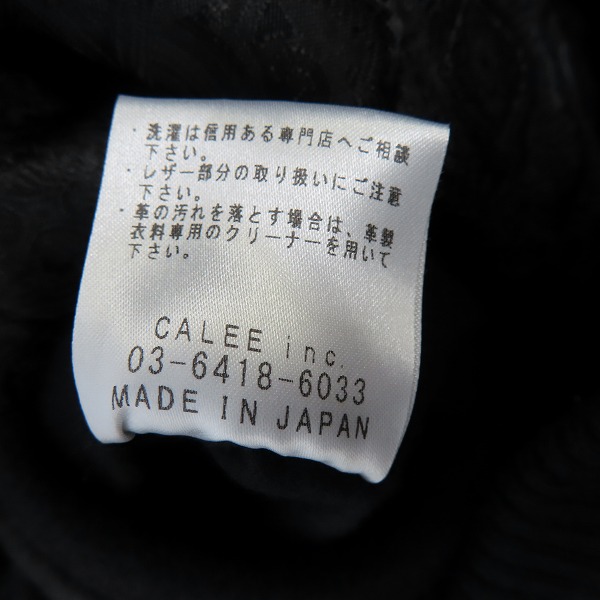 ・洗濯は信用ある専門店へご相談
下さい。
・レザー部分の取り扱いにご注意
下さい。
・革の汚れを落とす場合は、革製
衣料専用のクリーナーを用いて
下さい。
CALEE inc.
03-6418-6033
MADE IN JAPAN